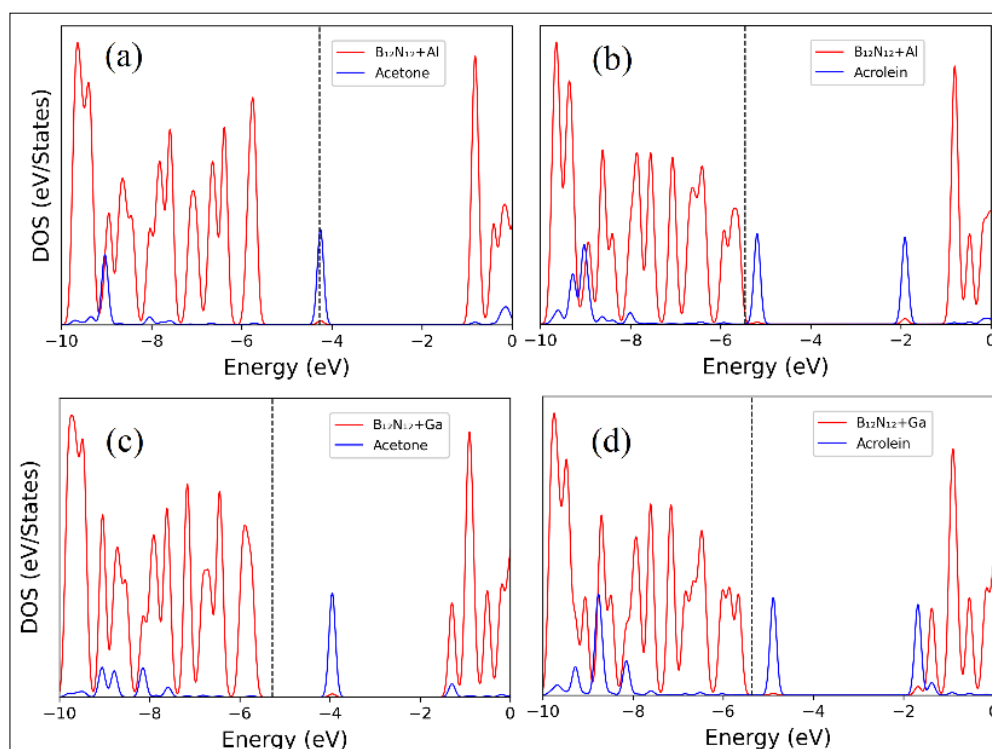 (a)
B₁₂N₁₂+Al
Acetone
DOS (eV/States)
−10 −8 −6 −4 −2 0
Energy (eV)
(b)
B₁₂N₁₂+Al
Acrolein
−10 −8 −6 −4 −2 0
Energy (eV)
(c)
B₁₂N₁₂+Ga
Acetone
DOS (eV/States)
−10 −8 −6 −4 −2 0
Energy (eV)
(d)
B₁₂N₁₂+Ga
Acrolein
−10 −8 −6 −4 −2 0
Energy (eV)